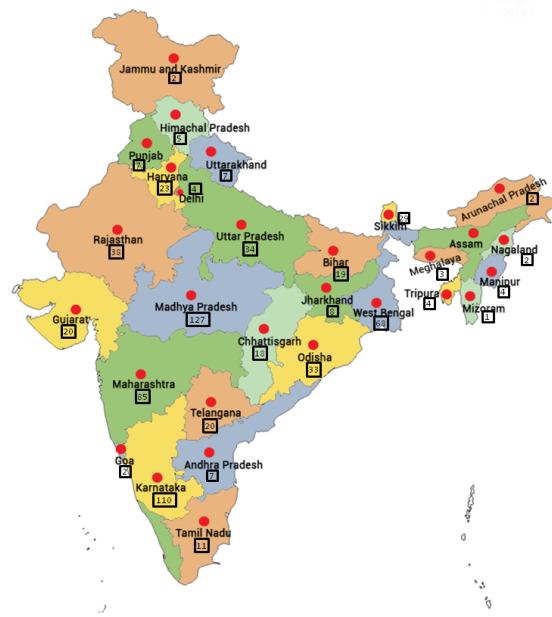 Jammu and Kashmir
2
Himachal Pradesh
5
Punjab
7
Uttarakhand
7
Haryana
23
Delhi
4
Rajasthan
38
Uttar Pradesh
34
Sikkim
29
Arunachal Pradesh
2
Assam
Nagaland
2
Meghalaya
3
Manipur
4
Tripura
4
Mizoram
1
Bihar
19
Jharkhand
8
West Bengal
68
Gujarat
20
Madhya Pradesh
127
Chhattisgarh
18
Odisha
33
Maharashtra
85
Telangana
20
Goa
2
Andhra Pradesh
7
Karnataka
110
Tamil Nadu
11